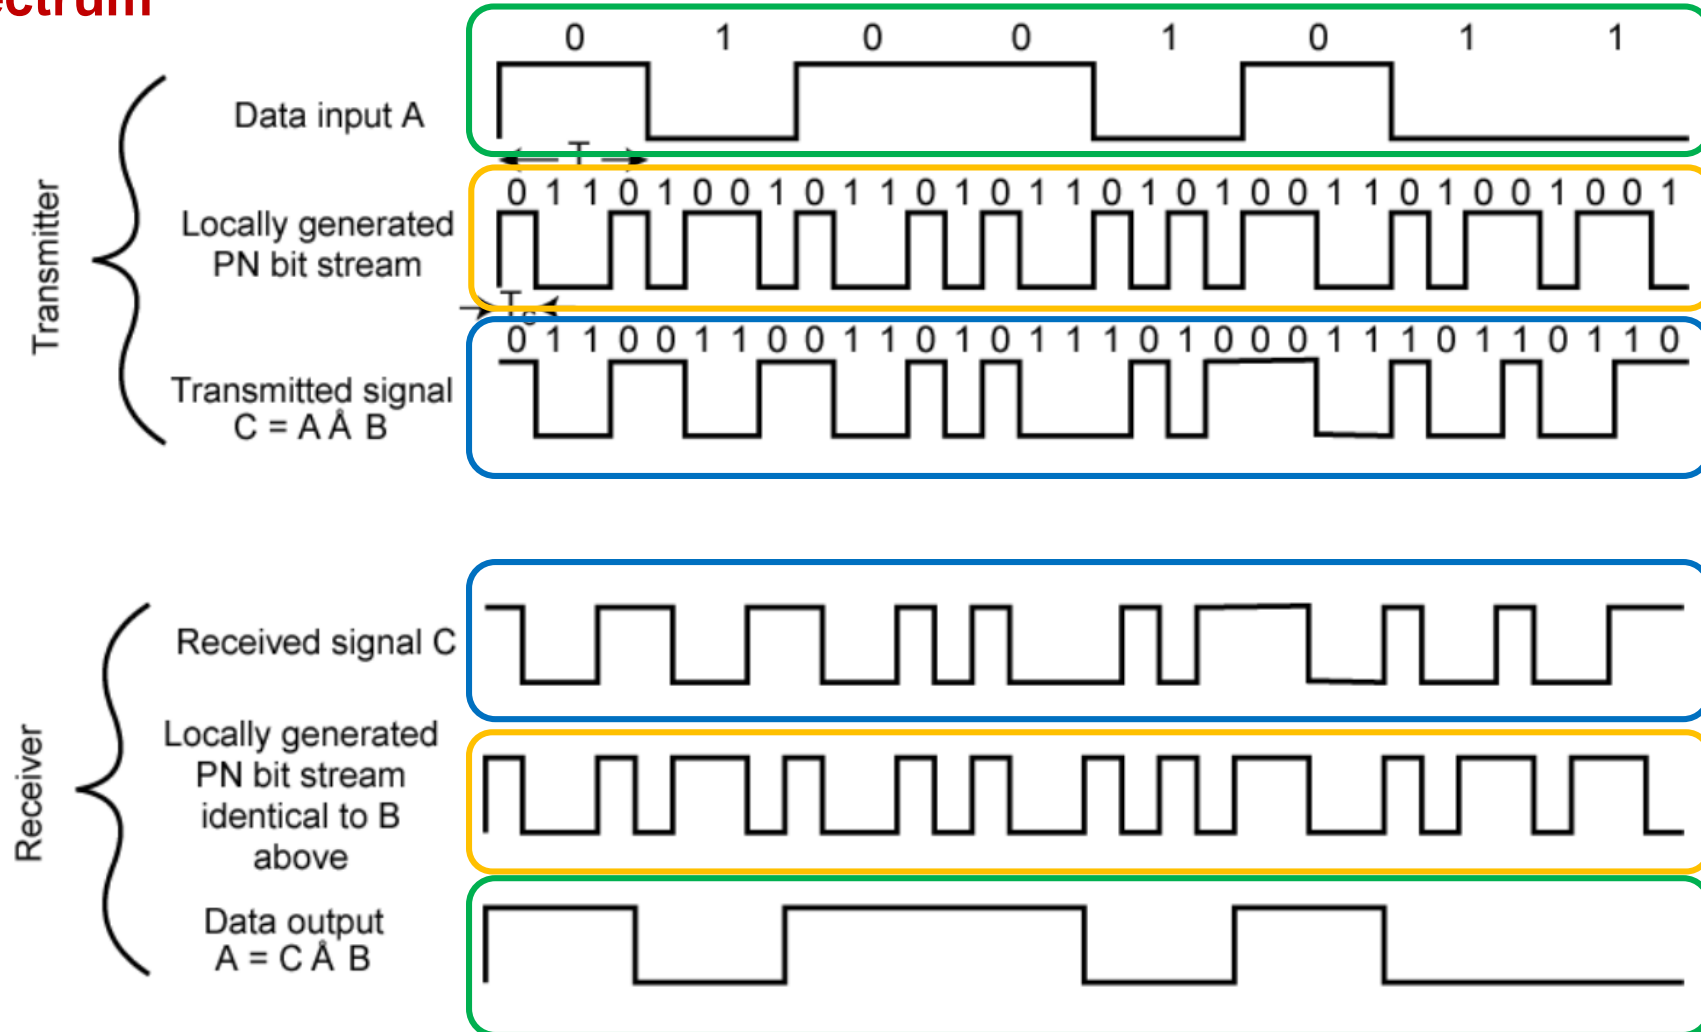 ectrum
0 1 0 0 1 0 1 1
Data input A
T
Transmitter
0 1 1 0 1 0 0 1 0 1 1 0 1 0 1 1 0 1 0 1 0 0 1 1 0 1 0 0 1 0 0 1
Locally generated
PN bit stream
Tc
0 1 1 0 0 1 1 0 0 1 1 0 1 0 1 1 1 0 1 0 0 0 1 1 1 0 1 1 0 1 1 0
Transmitted signal
C = A Å B
Receiver
Received signal C
Locally generated
PN bit stream
identical to B
above
Data output
A = C Å B